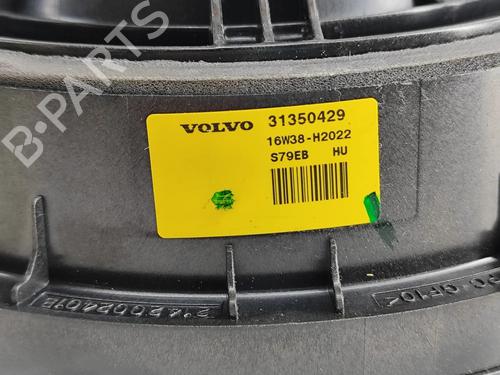 B-PARTS
VOLVO 31350429
16W38-H2022
S79EB HU